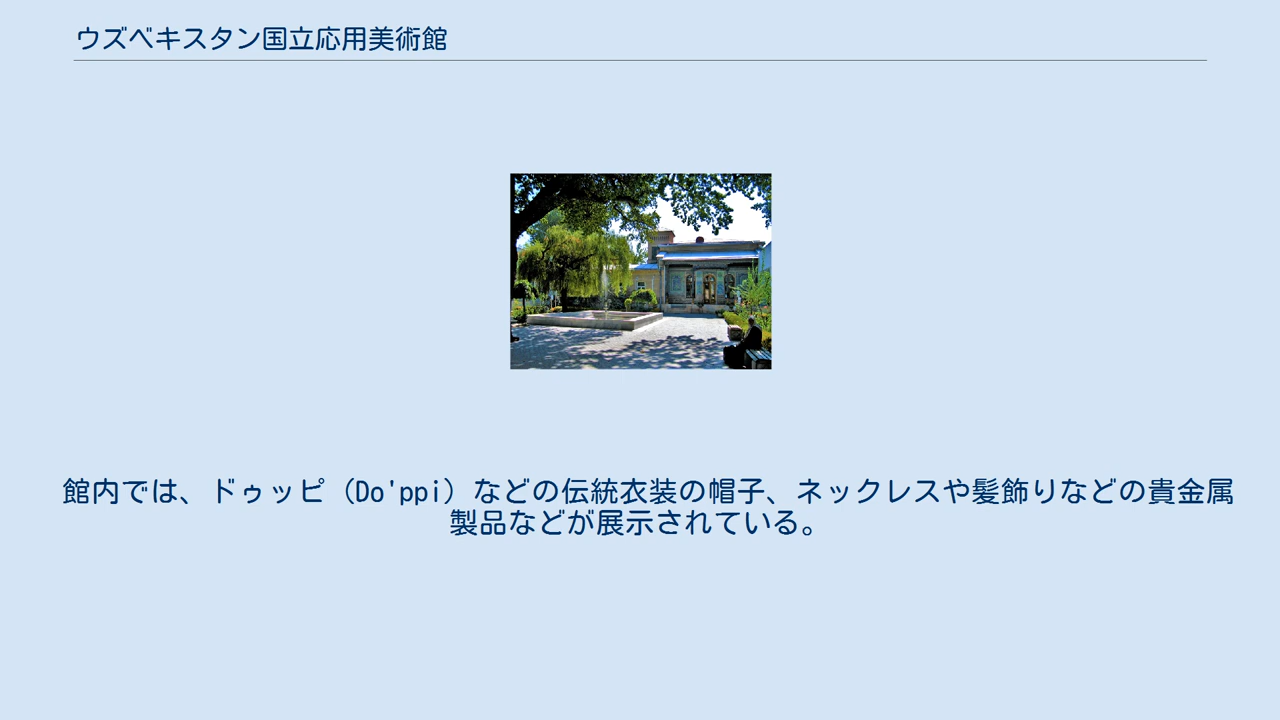 ウズベキスタン国立応用美術館
館内では、ドゥッピ（Do'ppi）などの伝統衣装の帽子、ネックレスや髪飾りなどの貴金属
製品などが展示されている。